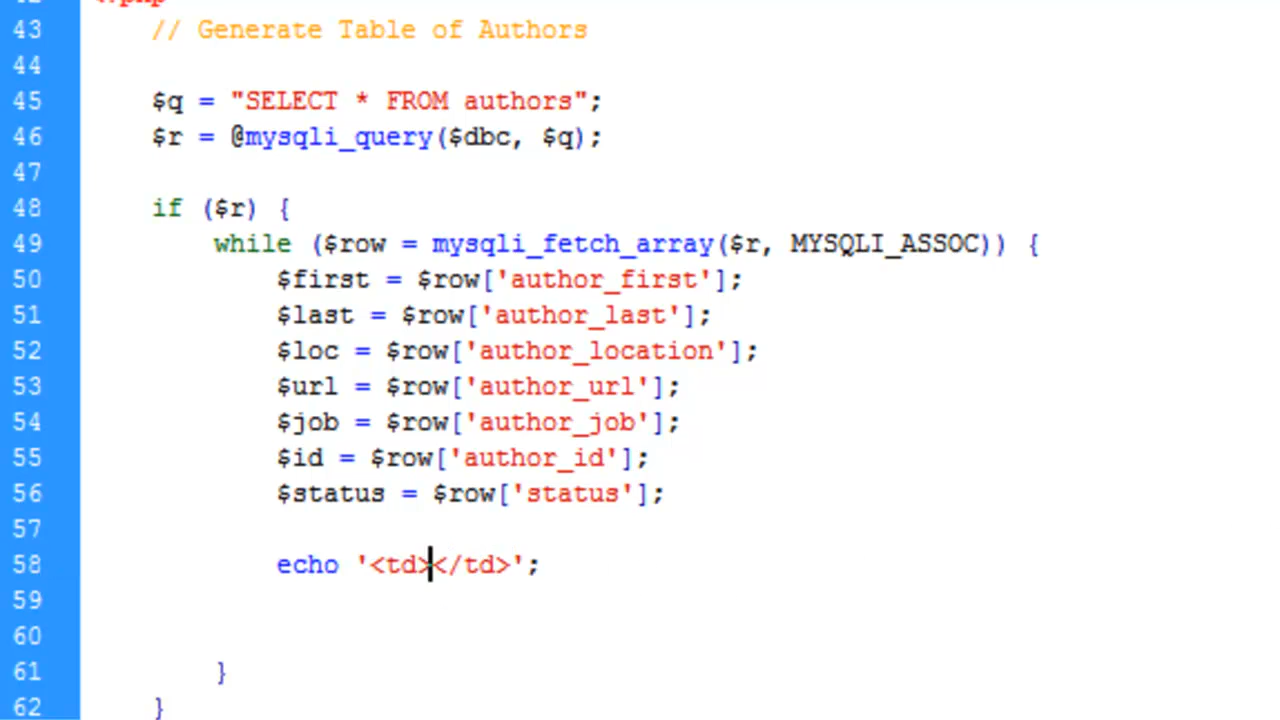 42 <?php
43 // Generate Table of Authors
44
45 $q = "SELECT * FROM authors";
46 $r = @mysqli_query($dbc, $q);
47
48 if ($r) {
49 while ($row = mysqli_fetch_array($r, MYSQLI_ASSOC)) {
50 $first = $row['author_first'];
51 $last = $row['author_last'];
52 $loc = $row['author_location'];
53 $url = $row['author_url'];
54 $job = $row['author_job'];
55 $id = $row['author_id'];
56 $status = $row['status'];
57
58 echo '<td></td>';
59
60
61 }
62 }